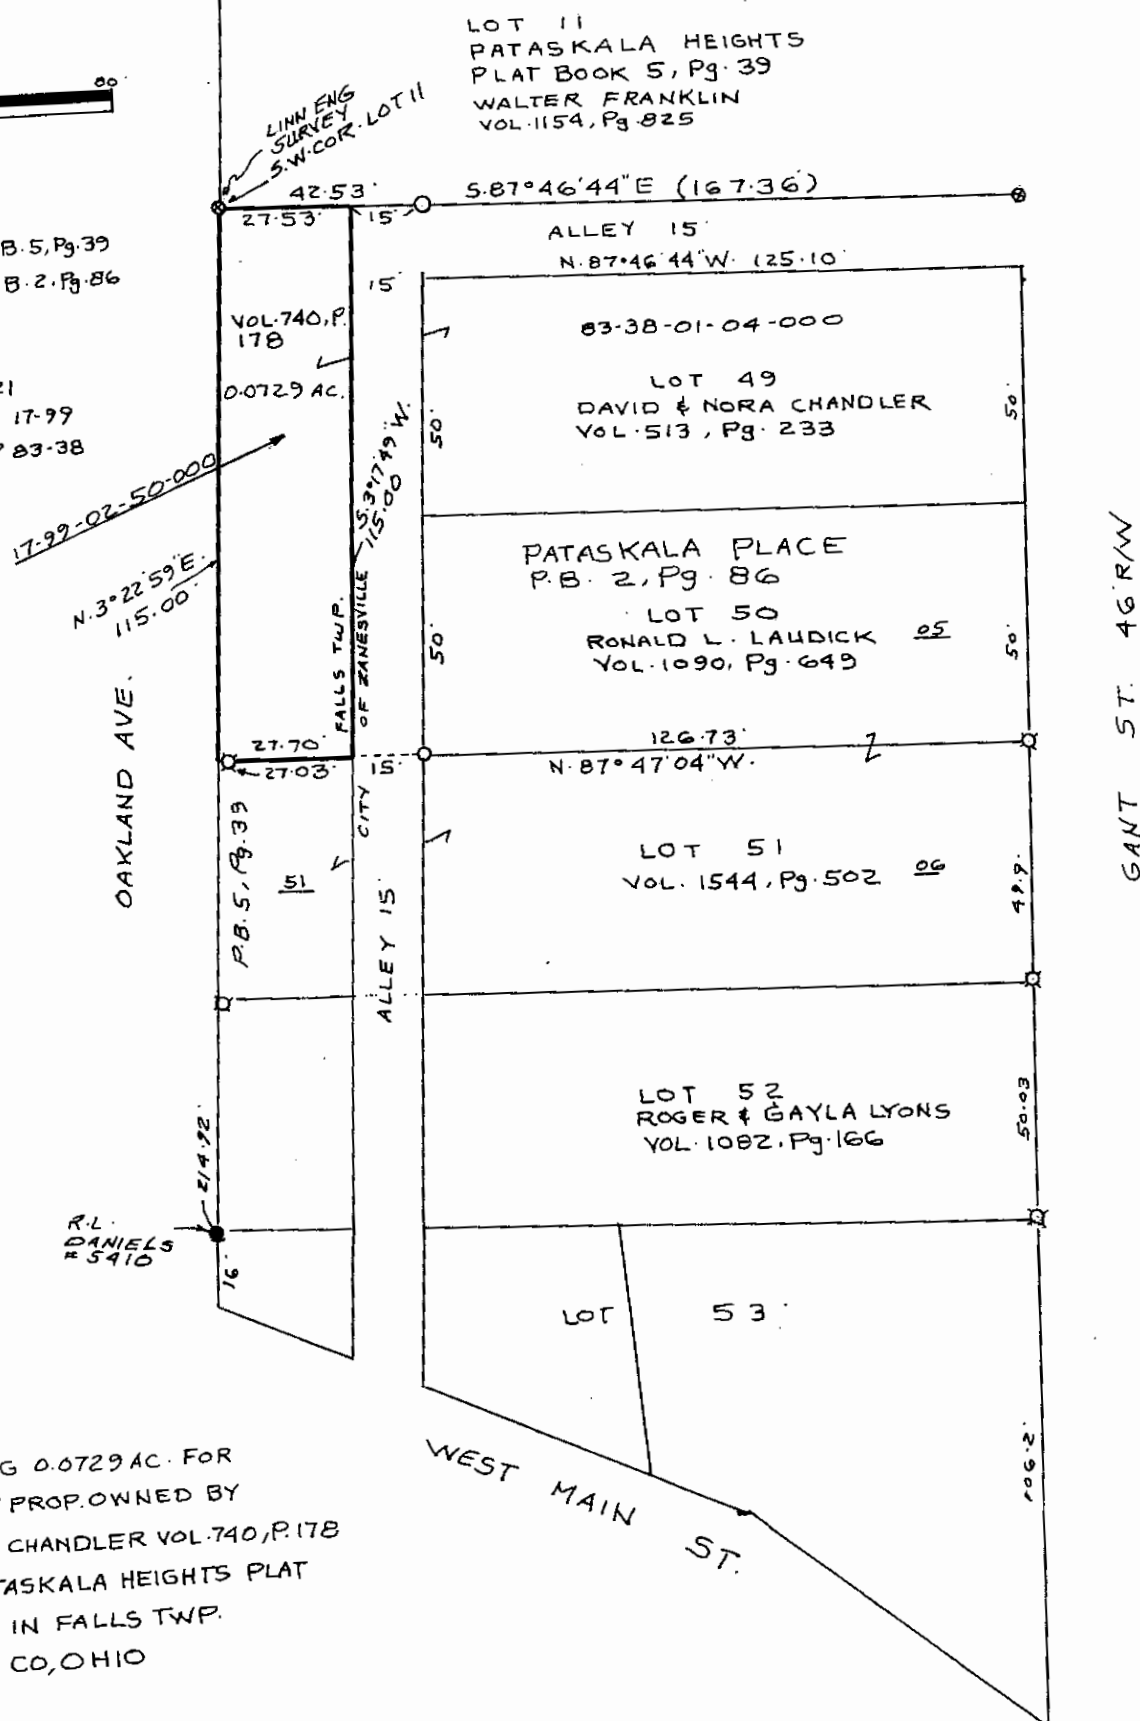 LOT 11
PATASKALA HEIGHTS
PLAT BOOK 5, Pg. 39
WALTER FRANKLIN
VOL. 1154, Pg. 825
80'
LINN ENG
SURVEY
S.W. COR. LOT 11
42.53'
S. 87° 46' 44" E (167.36')
27.53'
15'
ALLEY 15'
N. 87° 46' 44" W. 125.10'
B. 5, Pg. 39
B. 2, Pg. 86
15'
VOL. 740, P.
178
83-38-01-04-000
0.0729 AC.
LOT 49
DAVID & NORA CHANDLER
VOL. 513, Pg. 233
50'
50'
21
17-99
83-38
17-99-02-50-000
S. 3° 17' 49" W.
115.00'
N. 3° 22' 59" E.
115.00'
PATASKALA PLACE
P.B. 2, Pg. 86
LOT 50
RONALD L. LAUDICK 05
VOL. 1090, Pg. 649
50'
50'
GANT ST. 46' R/W
OAKLAND AVE.
FALLS TWP.
CITY OF ZANESVILLE
27.70'
27.03'
15'
126.73'
N. 87° 47' 04" W.
P.B. 5, Pg. 39
51
ALLEY 15'
LOT 51
VOL. 1544, Pg. 502 06
49.9'
LOT 52
ROGER & GAYLA LYONS
VOL. 1082, Pg. 166
50.03
214.92'
R.L.
DANIELS
# 5410
16'
LOT 53
106.2'
WEST MAIN ST.
G 0.0729 AC. FOR
PROP. OWNED BY
CHANDLER VOL. 740, P. 178
TASKALA HEIGHTS PLAT
IN FALLS TWP.
CO, OHIO